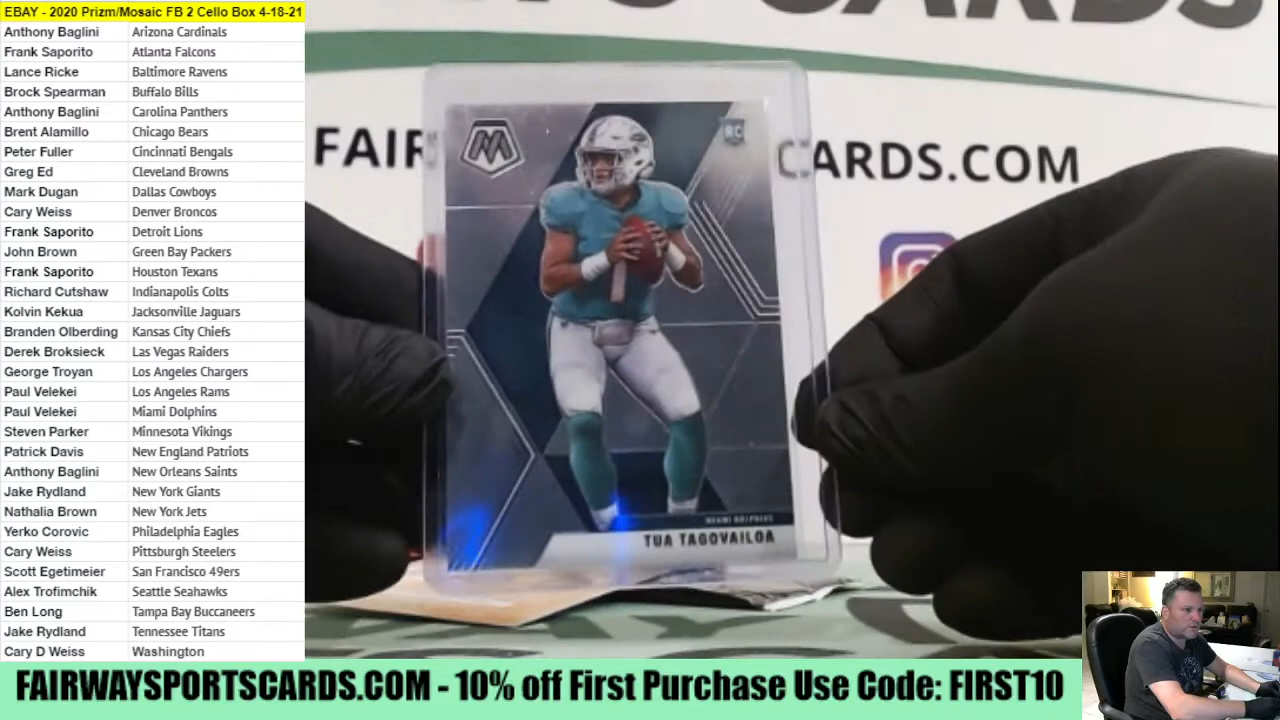 EBAY - 2020 Prizm/Mosaic FB 2 Cello Box 4-18-21
Anthony Baglini Arizona Cardinals
Frank Saporito Atlanta Falcons
Lance Ricke Baltimore Ravens
Brock Spearman Buffalo Bills
Anthony Baglini Carolina Panthers
Brent Alamillo Chicago Bears
Peter Fuller Cincinnati Bengals
Greg Ed Cleveland Browns
Mark Dugan Dallas Cowboys
Cary Weiss Denver Broncos
Frank Saporito Detroit Lions
John Brown Green Bay Packers
Frank Saporito Houston Texans
Richard Cutshaw Indianapolis Colts
Kolvin Kekua Jacksonville Jaguars
Branden Olberding Kansas City Chiefs
Derek Broksieck Las Vegas Raiders
George Troyan Los Angeles Chargers
Paul Velekei Los Angeles Rams
Paul Velekei Miami Dolphins
Steven Parker Minnesota Vikings
Patrick Davis New England Patriots
Anthony Baglini New Orleans Saints
Jake Rydland New York Giants
Nathalia Brown New York Jets
Yerko Corovic Philadelphia Eagles
Cary Weiss Pittsburgh Steelers
Scott Egetimeier San Francisco 49ers
Alex Trofimchik Seattle Seahawks
Ben Long Tampa Bay Buccaneers
Jake Rydland Tennessee Titans
Cary D Weiss Washington
CARDS
FAIR CARDS.COM
M
RC
1
MIAMI DOLPHINS
TUA TAGOVAILOA
FAIRWAYSPORTSCARDS.COM - 10% off First Purchase Use Code: FIRST10